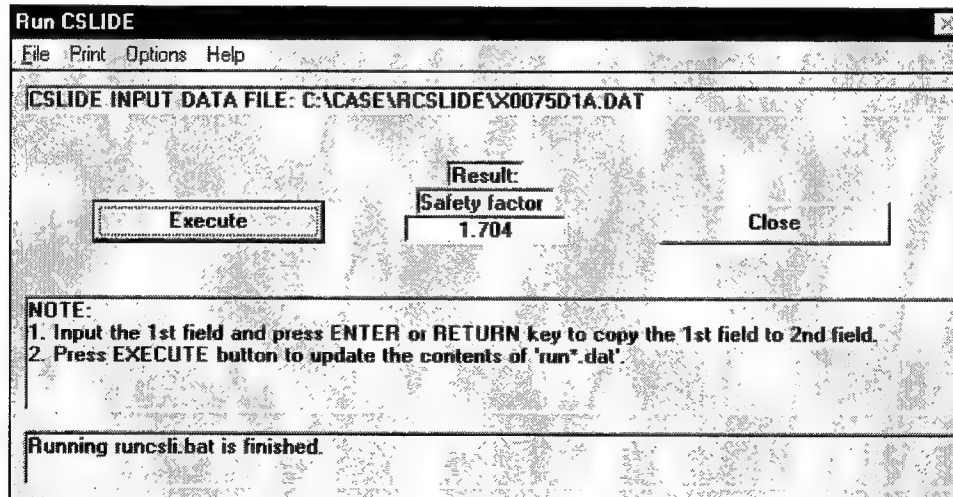 Run CSLIDE
File Print Options Help
CSLIDE INPUT DATA FILE: C:\CASE\RCSLIDE\X0075D1A.DAT
Result:
Safety factor
Execute
1.704
Close
NOTE:
1. Input the 1st field and press ENTER or RETURN key to copy the 1st field to 2nd field.
2. Press EXECUTE button to update the contents of 'run*.dat'.
Running runcsli.bat is finished.